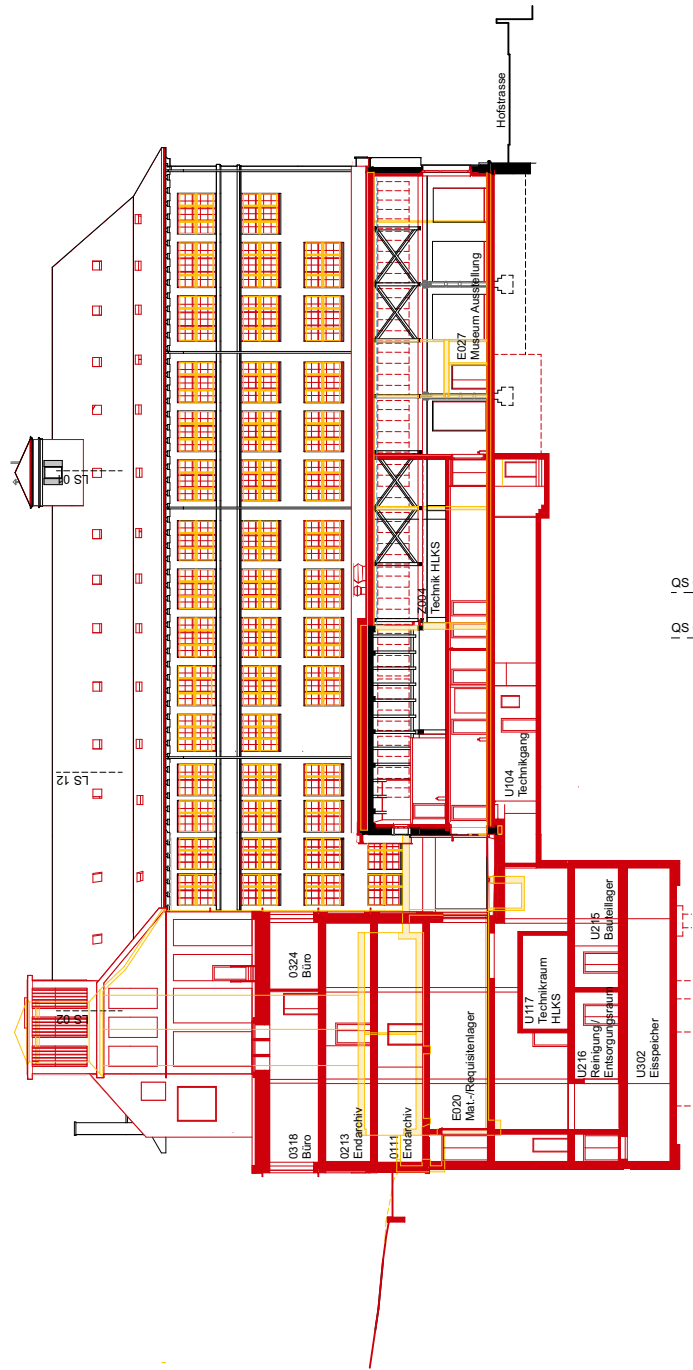 Hofstrasse
LS 01
LS 12
LS 02
E027
Museum Ausstellung
Z004
Technik HLKS
U104
Technikgang
QS
QS
0324
Büro
0318
Büro
0213
Endarchiv
0111
Endarchiv
E020
Mat.-/Requisitenlager
U117
Technikraum
HLKS
U215
Bauteillager
U216
Reinigung/
Entsorgungsraum
U302
Eisspeicher